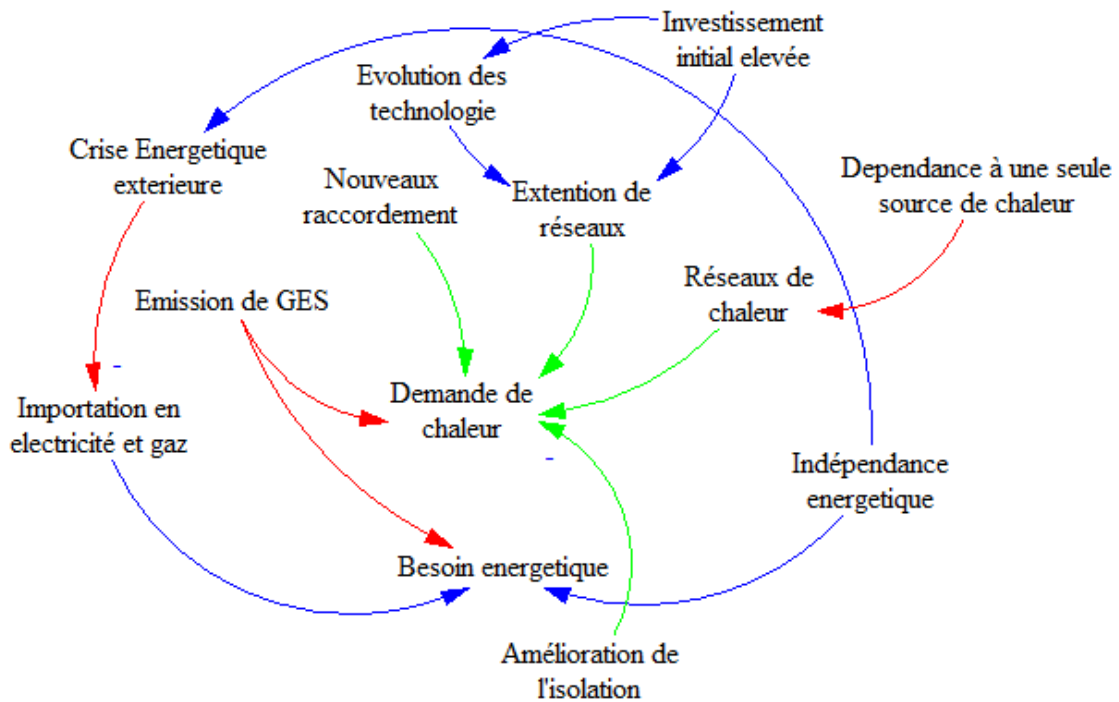 Investissement
initial elevée
Evolution des
technologie
Crise Energetique
exterieure
Nouveaux
raccordement
Extention de
réseaux
Dependance à une seule
source de chaleur
Réseaux de
chaleur
Emission de GES
-
Importation en
electricité et gaz
Demande de
chaleur
-
Indépendance
energetique
Besoin energetique
Amélioration de
l'isolation